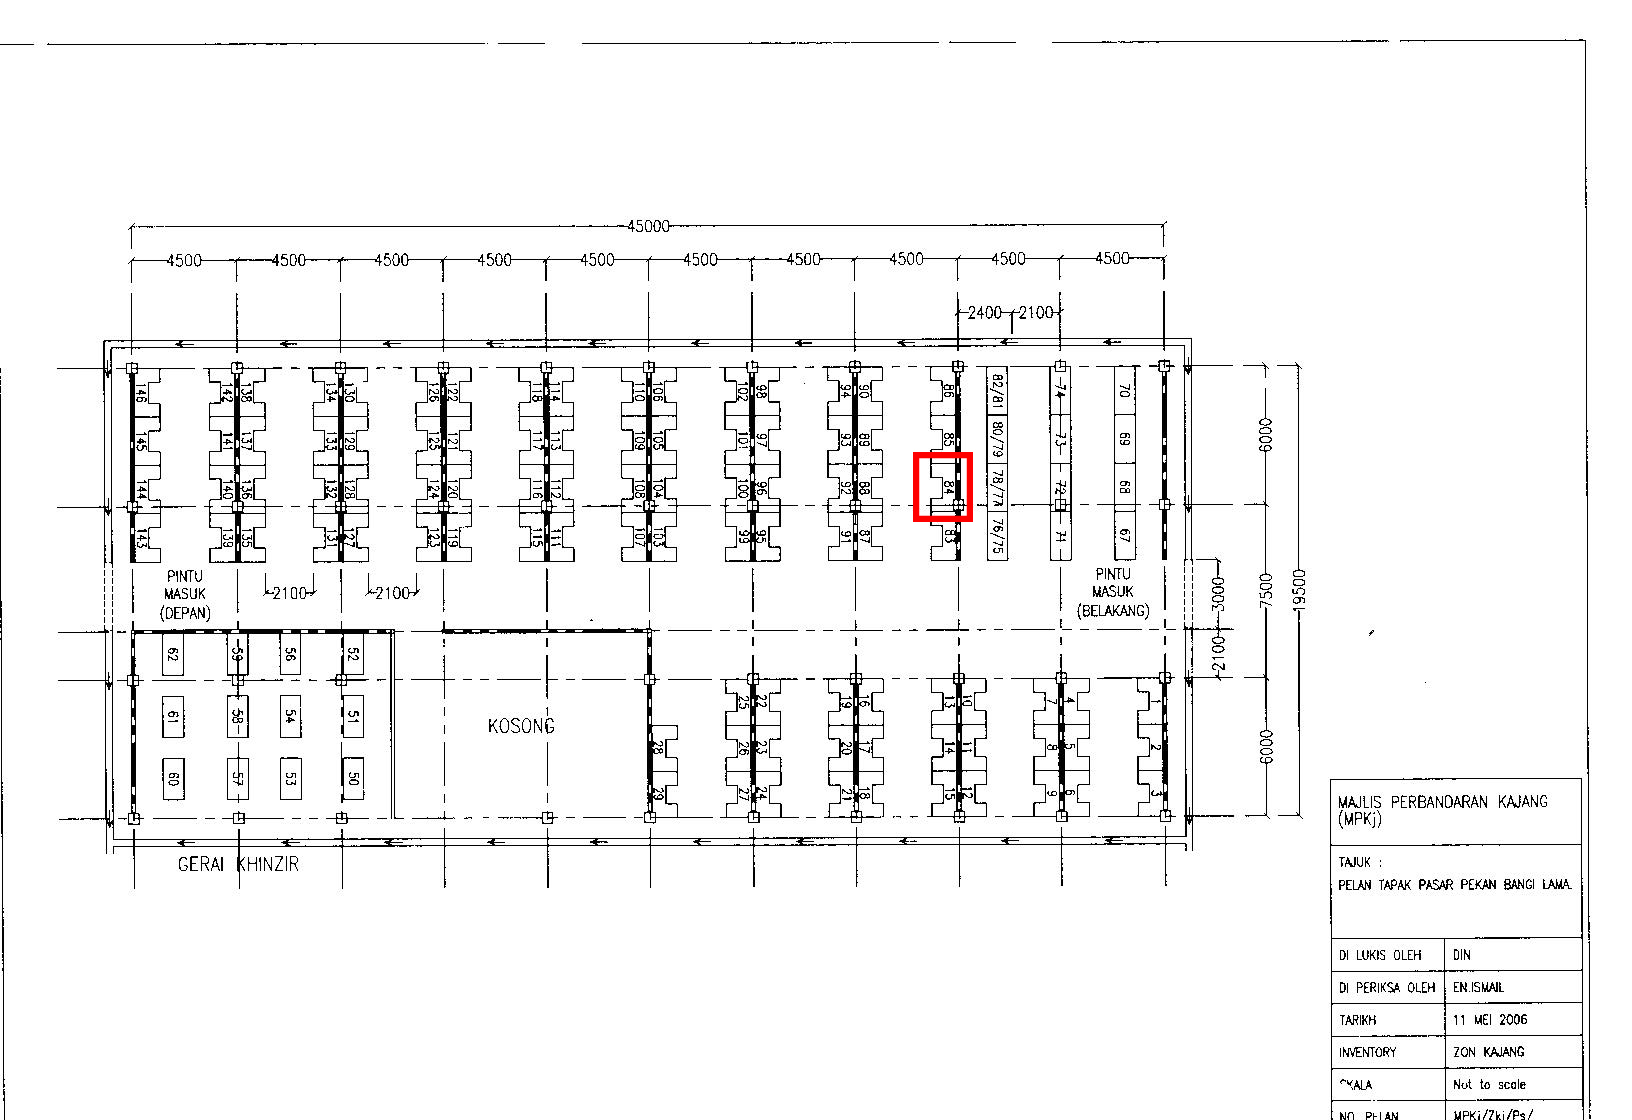 45000
4500 4500 4500 4500 4500 4500 4500 4500 4500 4500
2400 2100
146 142 138 134 130 126 122 118 114 110 106 102 98 94 90 86 82/81 74 70
145 141 137 133 129 125 121 117 113 109 105 101 97 93 89 85 80/79 73 69
144 140 136 132 128 124 120 116 112 108 104 100 96 92 88 84 78/77 72 68
143 139 135 131 127 123 119 115 111 107 103 99 95 91 87 83 76/75 71 67
6000
7500
19500
3000
2100
6000
PINTU
MASUK
(DEPAN)
2100 2100
PINTU
MASUK
(BELAKANG)
62 59 56 52
61 58 54 51
60 57 53 50
KOSONG
25 22 19 16 13 10 7 4 1
28 26 23 20 17 14 11 8 5 2
29 27 24 21 18 15 12 9 6 3
GERAI KHINZIR
MAJLIS PERBANDARAN KAJANG
(MPKj)
TAJUK :
PELAN TAPAK PASAR PEKAN BANGI LAMA.
DI LUKIS OLEH DIN
DI PERIKSA OLEH EN.ISMAIL
TARIKH 11 MEI 2006
INVENTORY ZON KAJANG
SKALA Not to scale
NO. PELAN MPKj/Zkj/Ps/